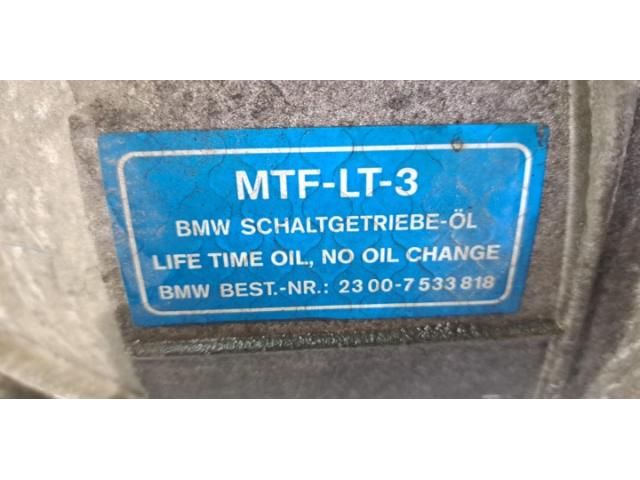 MTF-LT-3
BMW SCHALTGETRIEBE-ÖL
LIFE TIME OIL, NO OIL CHANGE
BMW BEST.-NR.: 23 00-7 533 818